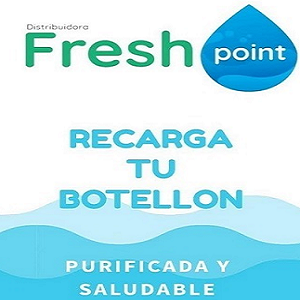 Distribuidora
Fresh point
RECARGA
TU
BOTELLON
PURIFICADA Y
SALUDABLE